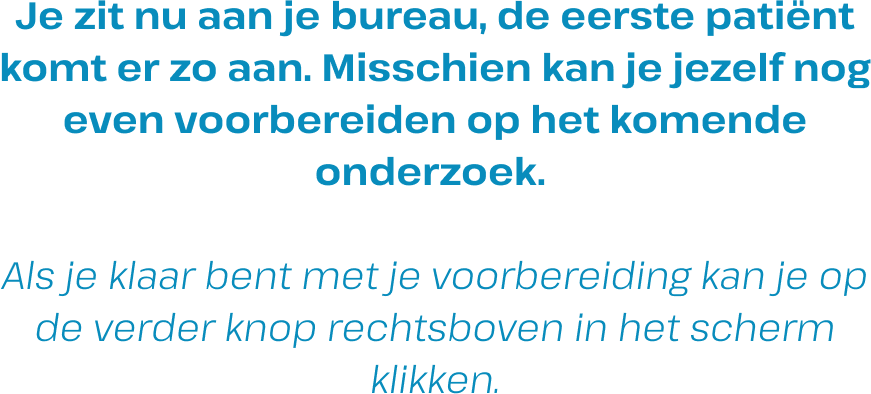 Je zit nu aan je bureau, de eerste patiënt
komt er zo aan. Misschien kan je jezelf nog
even voorbereiden op het komende
onderzoek.
Als je klaar bent met je voorbereiding kan je op
de verder knop rechtsboven in het scherm
klikken.